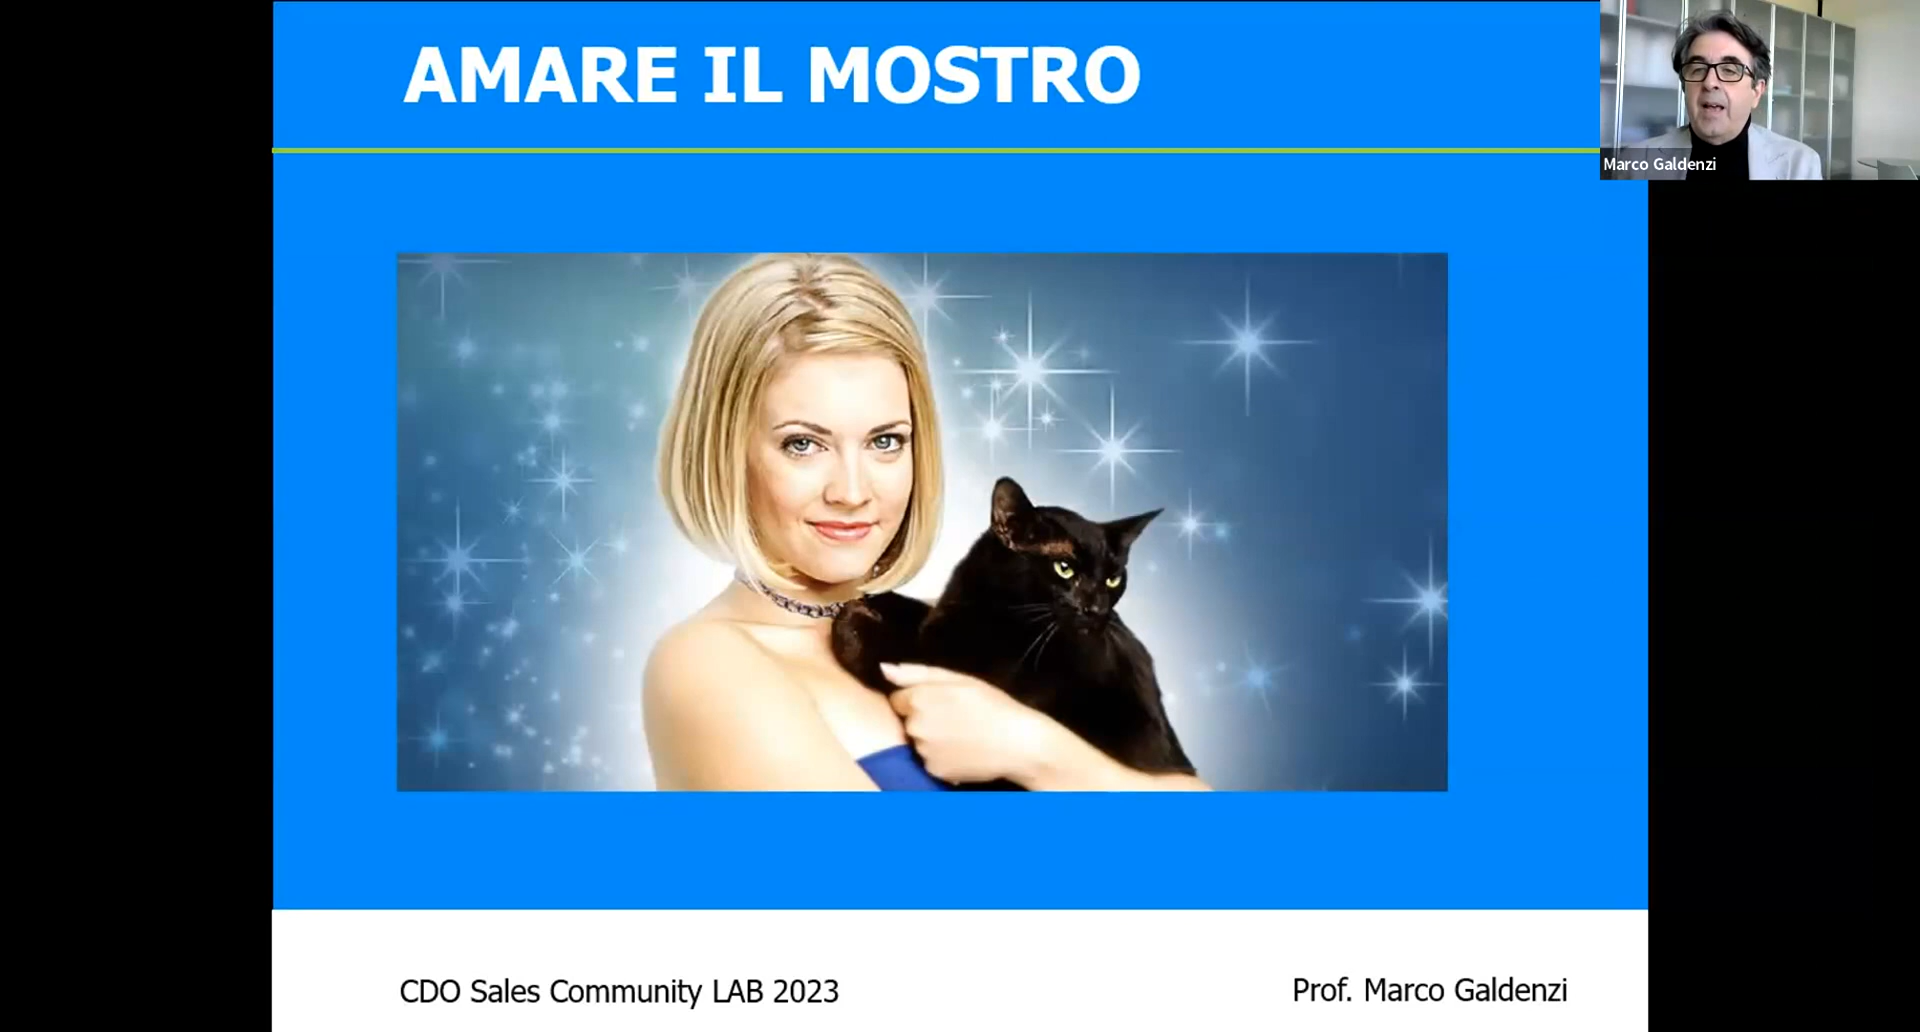 AMARE IL MOSTRO
Marco Galdenzi
CDO Sales Community LAB 2023
Prof. Marco Galdenzi